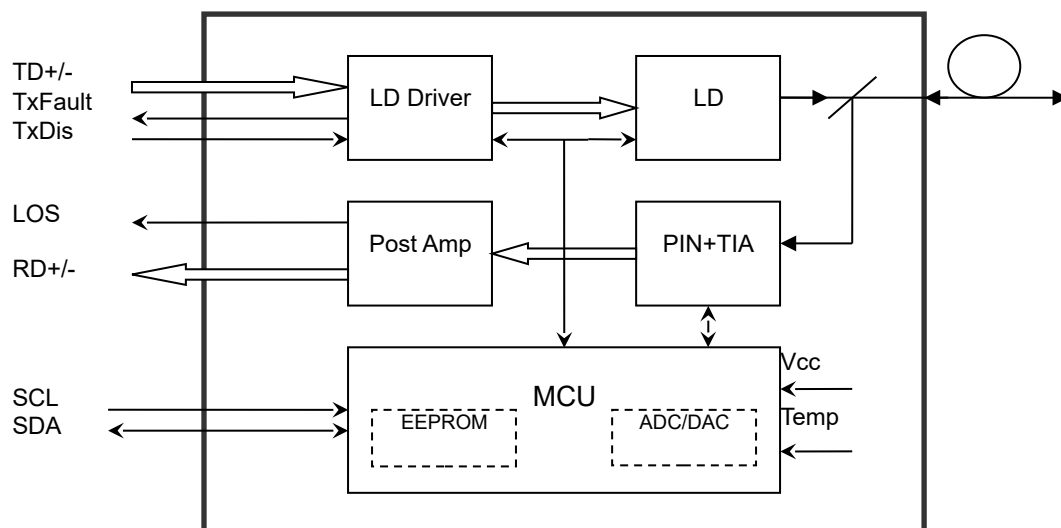 TD+/-
TxFault
TxDis
LD Driver
LD
LOS
RD+/-
Post Amp
PIN+TIA
SCL
SDA
MCU
EEPROM
ADC/DAC
Vcc
Temp